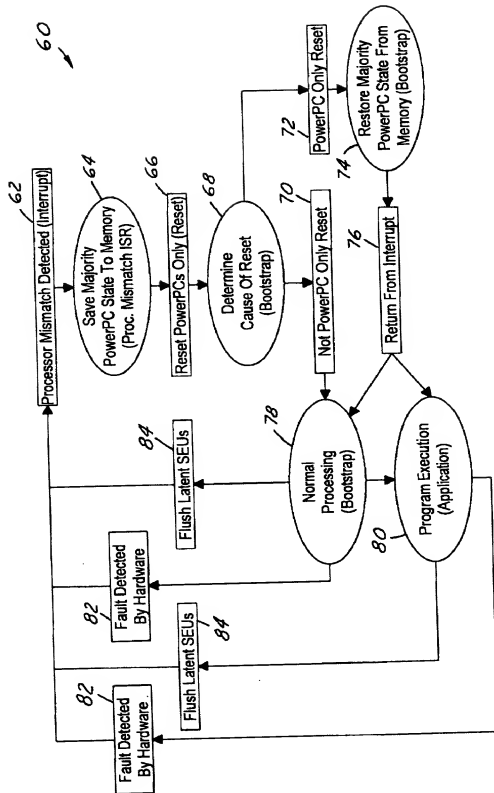 60
62
Processor Mismatch Detected (Interrupt)
64
Save Majority
PowerPC State To Memory
(Proc. Mismatch ISR)
66
Reset PowerPCs Only (Reset)
68
Determine
Cause Of Reset
(Bootstrap)
72
PowerPC Only Reset
70
Not PowerPC Only Reset
74
Restore Majority
PowerPC State From
Memory (Bootstrap)
76
Return From Interrupt
78
Normal
Processing
(Bootstrap)
80
Program Execution
(Application)
84
Flush Latent SEUs
82
Fault Detected
By Hardware
84
Flush Latent SEUs
82
Fault Detected
By Hardware